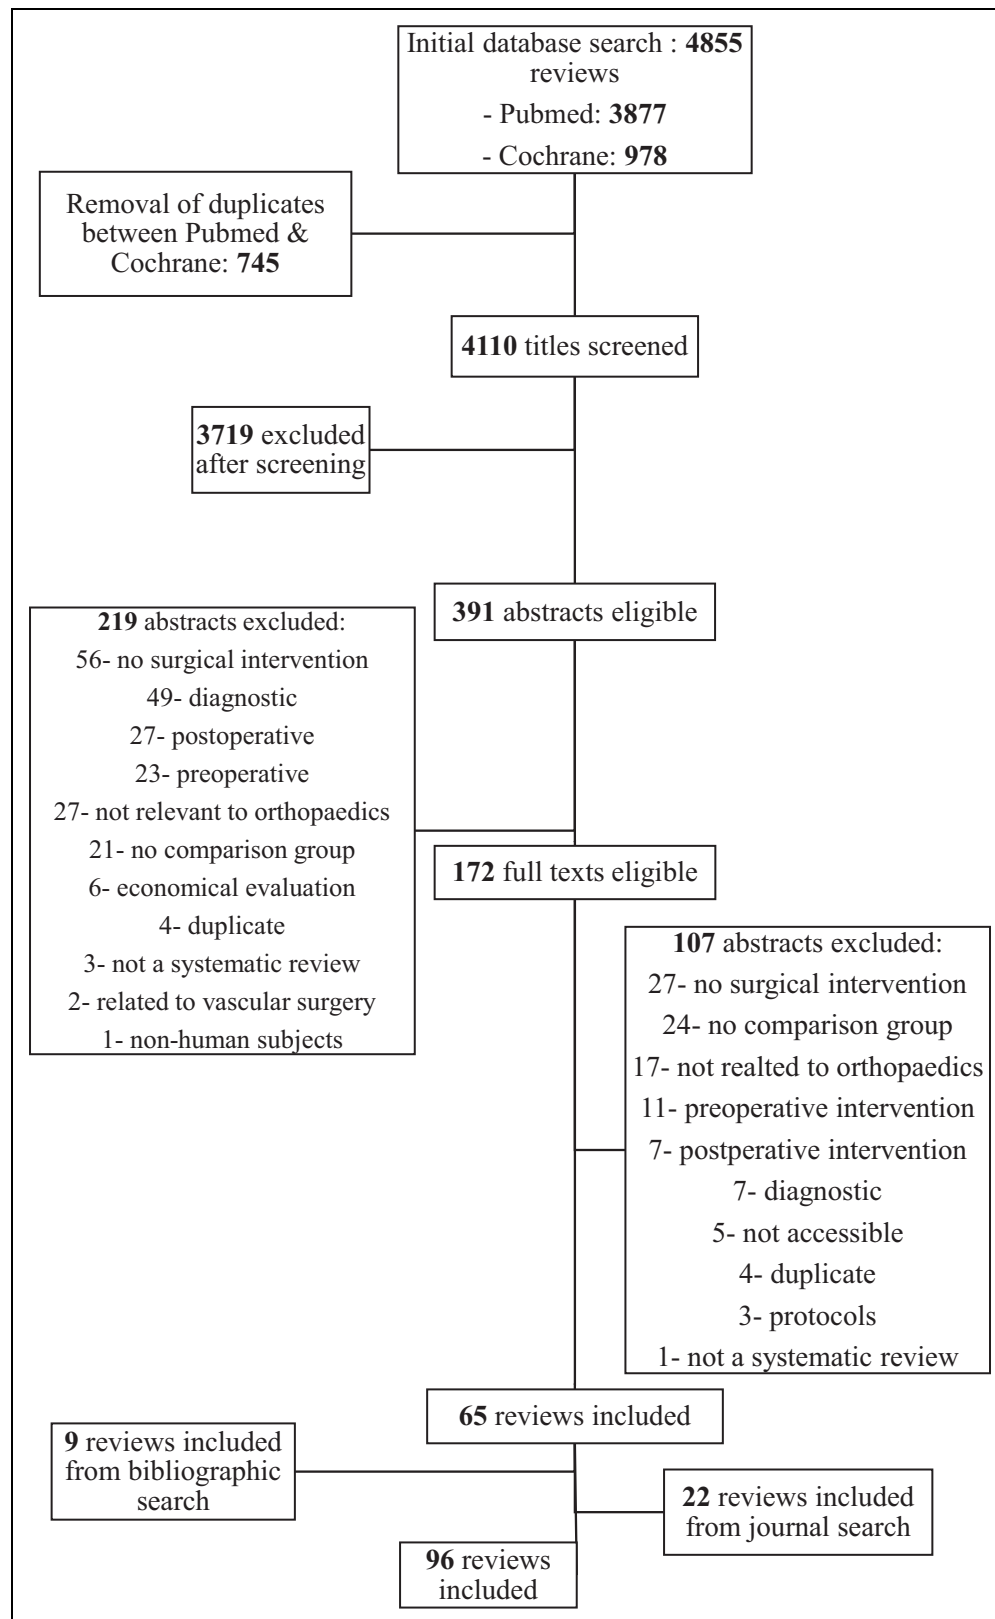 Initial database search : 4855
reviews
- Pubmed: 3877
- Cochrane: 978
Removal of duplicates
between Pubmed &
Cochrane: 745
4110 titles screened
3719 excluded
after screening
391 abstracts eligible
219 abstracts excluded:
56- no surgical intervention
49- diagnostic
27- postoperative
23- preoperative
27- not relevant to orthopaedics
21- no comparison group
6- economical evaluation
4- duplicate
3- not a systematic review
2- related to vascular surgery
1- non-human subjects
172 full texts eligible
107 abstracts excluded:
27- no surgical intervention
24- no comparison group
17- not realted to orthopaedics
11- preoperative intervention
7- postperative intervention
7- diagnostic
5- not accessible
4- duplicate
3- protocols
1- not a systematic review
65 reviews included
9 reviews included
from bibliographic
search
22 reviews included
from journal search
96 reviews
included